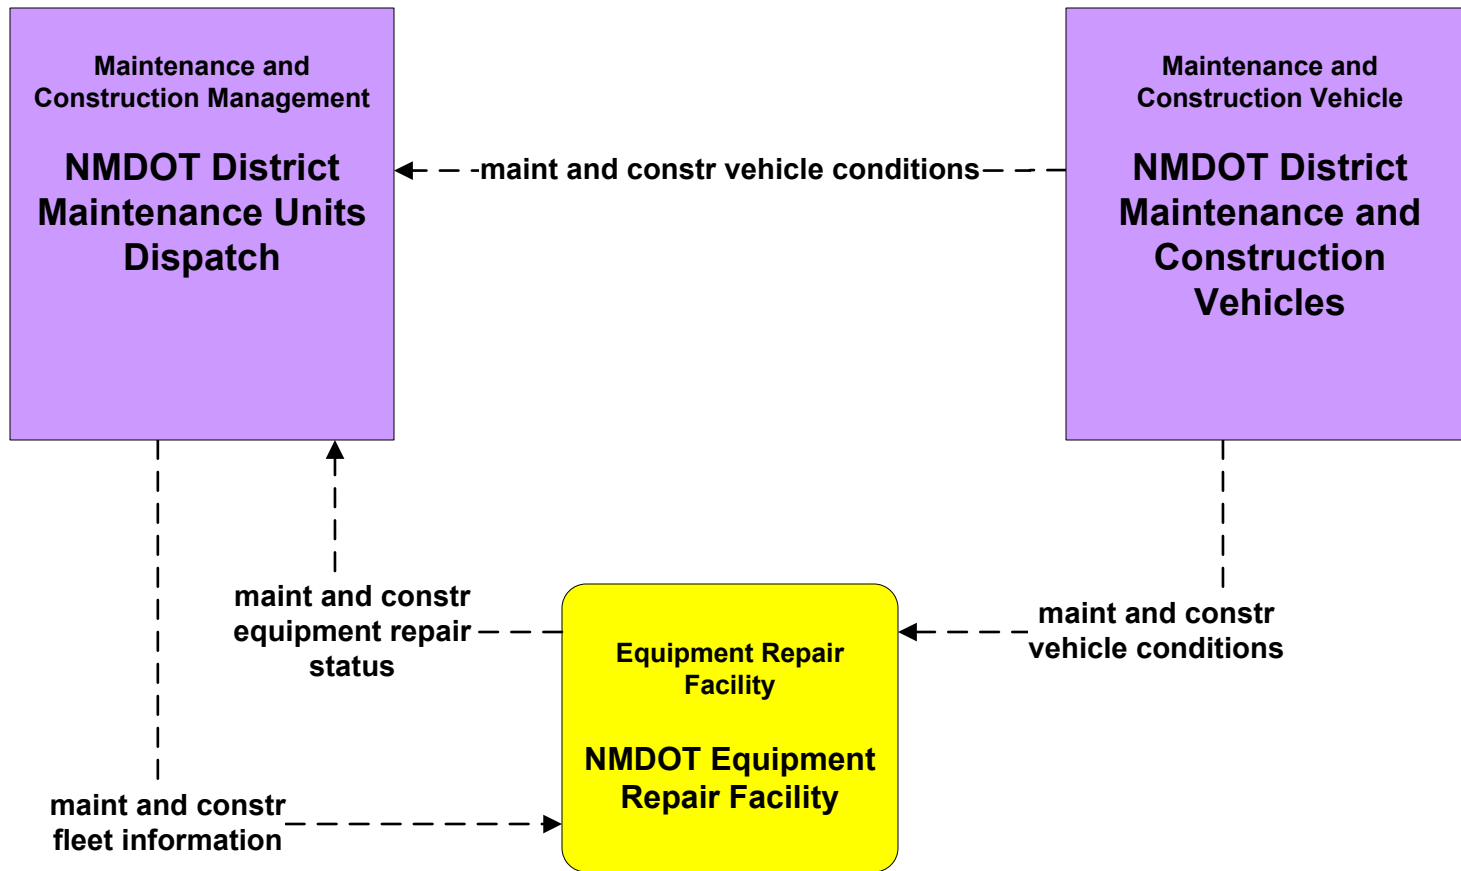 Maintenance and
Construction Management
NMDOT District
Maintenance Units
Dispatch
Maintenance and
Construction Vehicle
NMDOT District
Maintenance and
Construction
Vehicles
maint and constr vehicle conditions
maint and constr
equipment repair
status
Equipment Repair
Facility
NMDOT Equipment
Repair Facility
maint and constr
vehicle conditions
maint and constr
fleet information